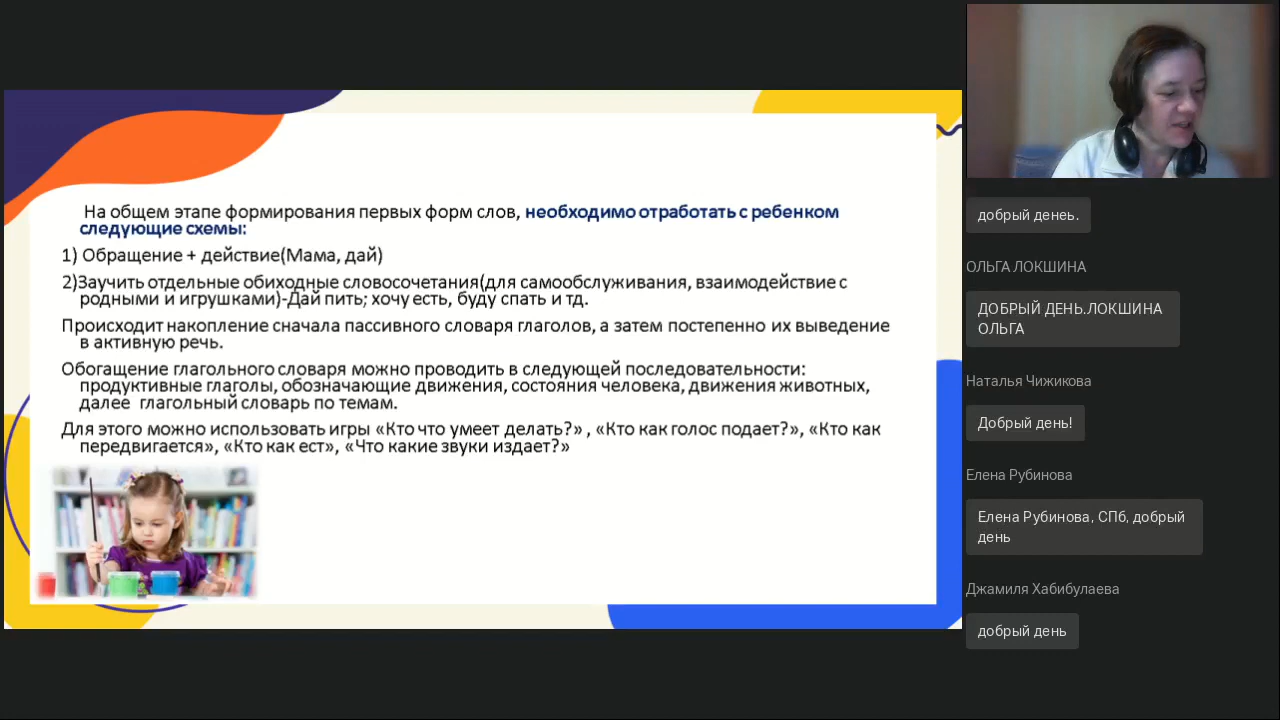 На общем этапе формирования первых форм слов, необходимо отработать с ребенком
следующие схемы:
1) Обращение + действие(Мама, дай)
2)Заучить отдельные обиходные словосочетания(для самообслуживания, взаимодействие с
родными и игрушками)-Дай пить; хочу есть, буду спать и тд.
Происходит накопление сначала пассивного словаря глаголов, а затем постепенно их выведение
в активную речь.
Обогащение глагольного словаря можно проводить в следующей последовательности:
продуктивные глаголы, обозначающие движения, состояния человека, движения животных,
далее глагольный словарь по темам.
Для этого можно использовать игры «Кто что умеет делать?» , «Кто как голос подает?», «Кто как
передвигается», «Кто как ест», «Что какие звуки издает?»
добрый денеь.
ОЛЬГА ЛОКШИНА
ДОБРЫЙ ДЕНЬ.ЛОКШИНА
ОЛЬГА
Наталья Чижикова
Добрый день!
Елена Рубинова
Елена Рубинова, СПб, добрый
день
Джамиля Хабибулаева
добрый день